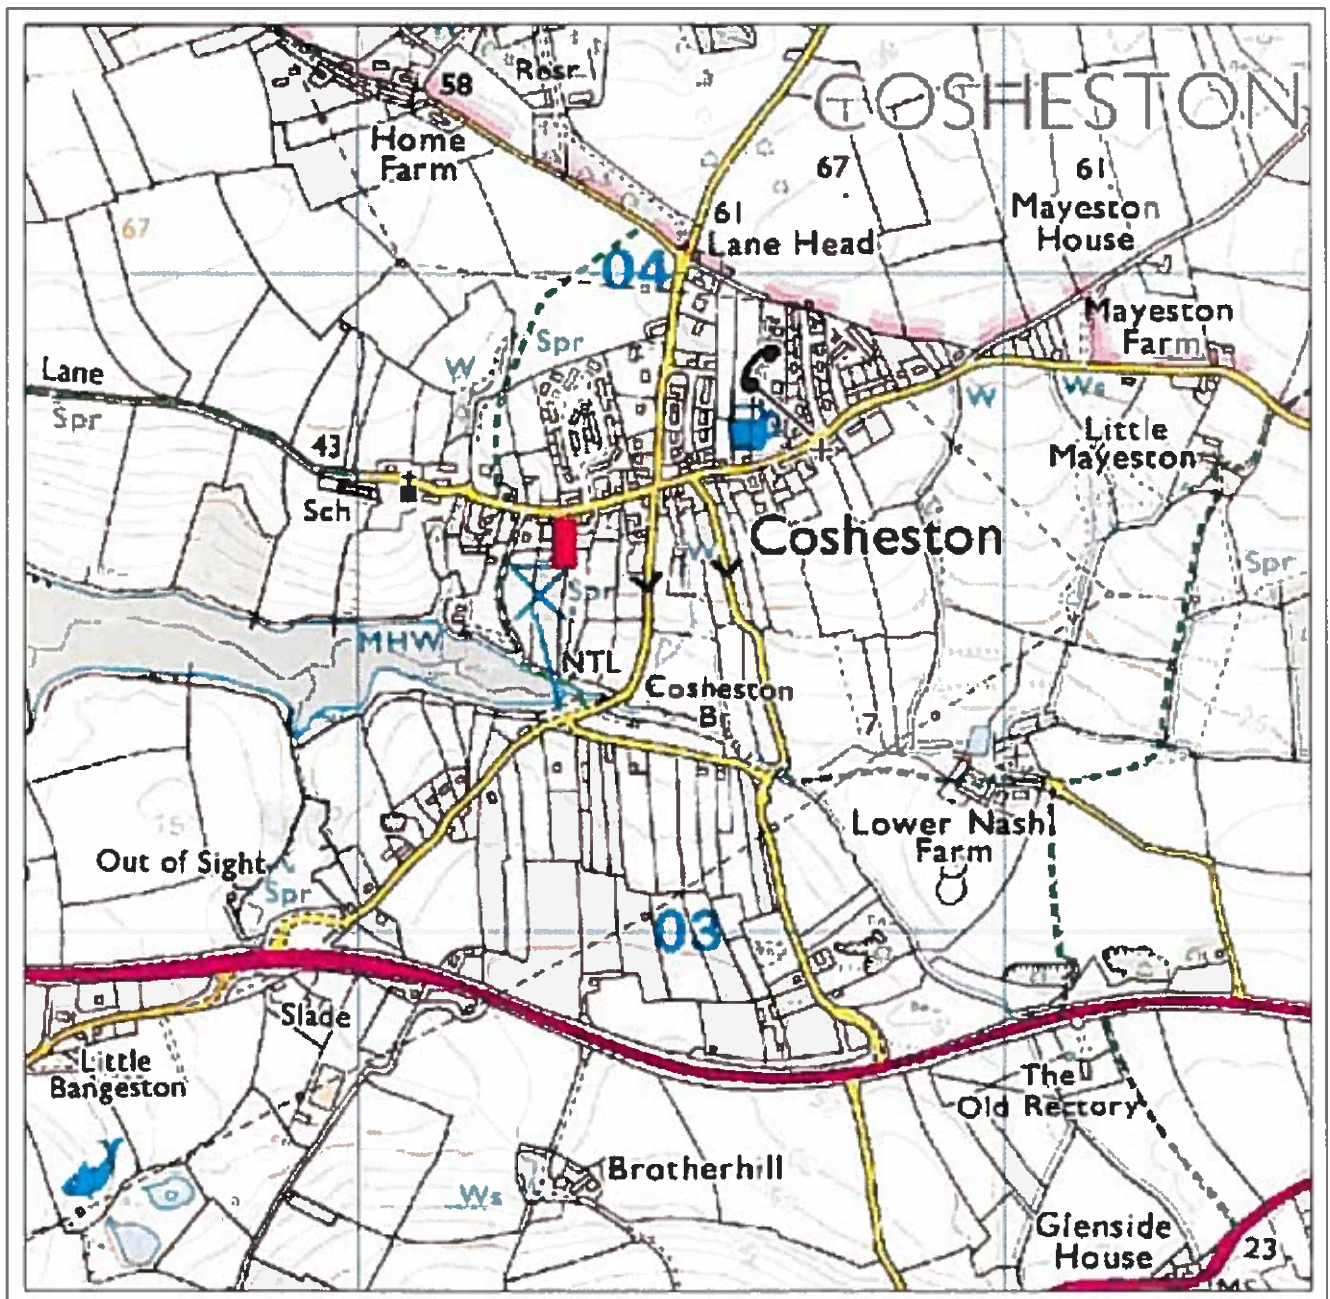 Rosr
58
COSHESTON
Home
Farm
67
61
Mayeston
House
61
Lane Head
67
04
Mayeston
Farm
Spr
W
Lane
Spr
W
Ws
Little
Mayeston
43
Sch
Cosheston
W
Spr
Spr
MHW
NTL
Cosheston
Br
7
15
Lower Nash
Farm
Out of Sight
Spr
03
Slade
Little
Bangeston
The
Old Rectory
Brotherhill
Ws
Glenside
House
23
MS